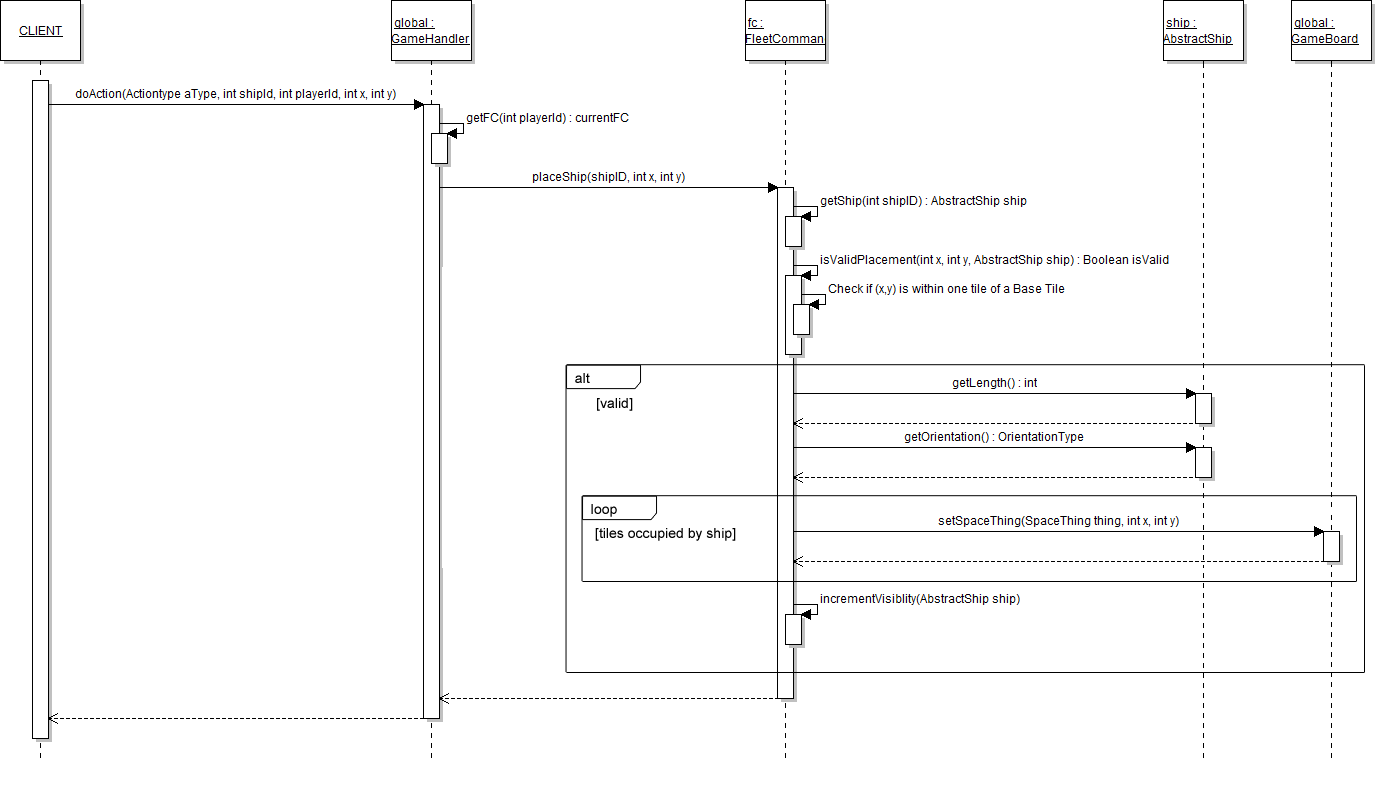 CLIENT
global :
GameHandler
fc :
FleetComman
ship :
AbstractShip
global :
GameBoard
doAction(Actiontype aType, int shipId, int playerId, int x, int y)
getFC(int playerId) : currentFC
placeShip(shipID, int x, int y)
getShip(int shipID) : AbstractShip ship
isValidPlacement(int x, int y, AbstractShip ship) : Boolean isValid
Check if (x,y) is within one tile of a Base Tile
alt
getLength() : int
[valid]
getOrientation() : OrientationType
loop
setSpaceThing(SpaceThing thing, int x, int y)
[tiles occupied by ship]
incrementVisiblity(AbstractShip ship)